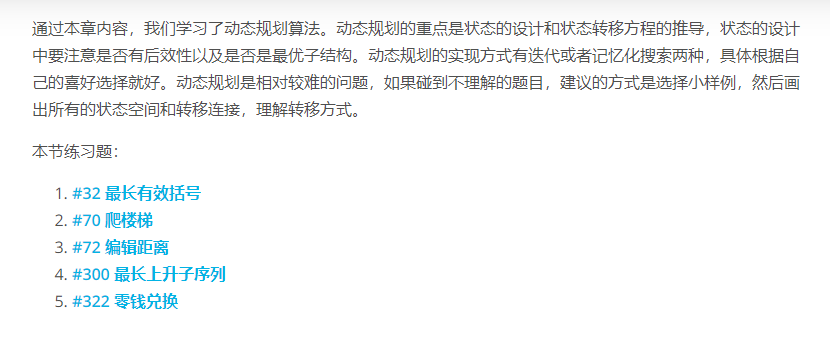 通过本章内容，我们学习了动态规划算法。动态规划的重点是状态的设计和状态转移方程的推导，状态的设计
中要注意是否有后效性以及是否是最优子结构。动态规划的实现方式有迭代或者记忆化搜索两种，具体根据自
己的喜好选择就好。动态规划是相对较难的问题，如果碰到不理解的题目，建议的方式是选择小样例，然后画
出所有的状态空间和转移连接，理解转移方式。
本节练习题：
1. #32 最长有效括号
2. #70 爬楼梯
3. #72 编辑距离
4. #300 最长上升子序列
5. #322 零钱兑换